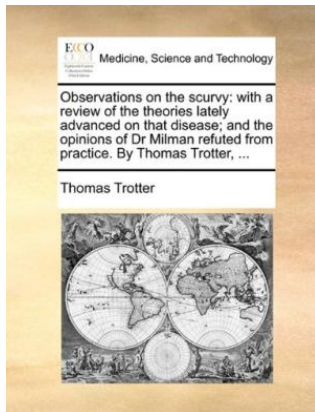 ECCO
Medicine, Science and Technology
Observations on the scurvy: with a
review of the theories lately
advanced on that disease; and the
opinions of Dr Milman refuted from
practice. By Thomas Trotter, ...
Thomas Trotter